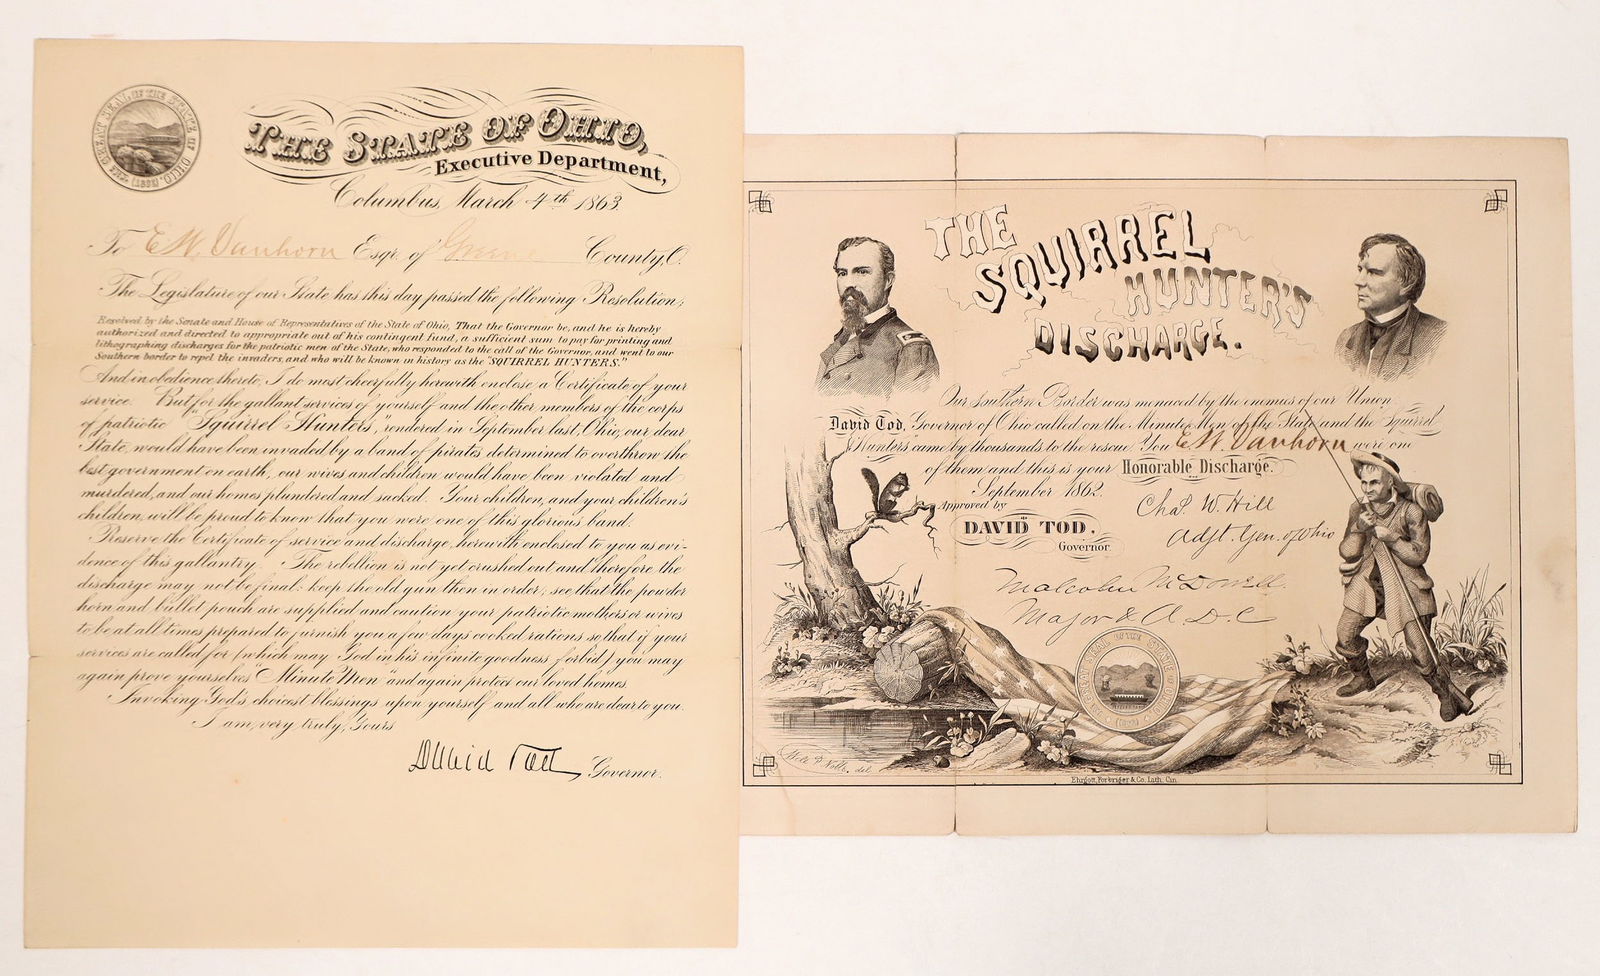 GREAT SEAL OF THE STATE OF OHIO
THE STATE OF OHIO,
Executive Department,
Columbus, March 4th 1863.
To E W. Vanhorn Esqr. of Greene County, O.
The Legislature of our State has this day passed the following Resolution;
Resolved by the Senate and House of Representatives of the State of Ohio, That the Governor be, and he is hereby
authorized and directed to appropriate out of his contingent fund, a sufficient sum to pay for printing and
lithographing discharges for the patriotic men of the State, who responded to the call of the Governor, and went to our
Southern border to repel the invaders, and who will be known in history as the "SQUIRREL HUNTERS."
And in obedience thereto, I do most cheerfully herewith enclose a Certificate of your
service. But for the gallant services of yourself and the other members of the corps
of patriotic "Squirrel Hunters", rendered in September last, Ohio, our dear
State, would have been invaded by a band of pirates determined to overthrow the
best government on earth, our wives and children would have been violated and
murdered, and our homes plundered and sacked. Your children, and your children's
children, will be proud to know that you were one of this glorious band.
Preserve the Certificate of service and discharge, herewith enclosed to you as evi-
dence of this gallantry. The rebellion is not yet crushed out and therefore the
discharge may not be final: keep the old gun then in order, see that the powder
horn and bullet pouch are supplied and caution your patriotic mothers or wives
to be at all times prepared to furnish you a few days cooked rations so that if your
services are called for (which may God in his infinite goodness forbid) you may
again prove yourselves "Minute Men" and again protect our loved homes.
Invoking God's choicest blessings upon yourself and all who are dear to you.
I am, very truly, Yours
David Tod, Governor.
THE
SQUIRREL
HUNTER'S
DISCHARGE.
Our Southern Border was menaced by the enemies of our Union.
David Tod, Governor of Ohio called on the Minute Men of the State and the "Squirrel
Hunters" came by thousands to the rescue. You E W. Vanhorn were one
of them and this is your Honorable Discharge.
September 1862.
Chas. W. Hill
Adjt. Gen. of Ohio
Approved by
DAVID TOD.
Governor.
Malcolm McDowell.
Major & A. D. C
GREAT SEAL OF THE STATE OF OHIO
Ehrgott, Forbriger & Co. Lith. Cin.